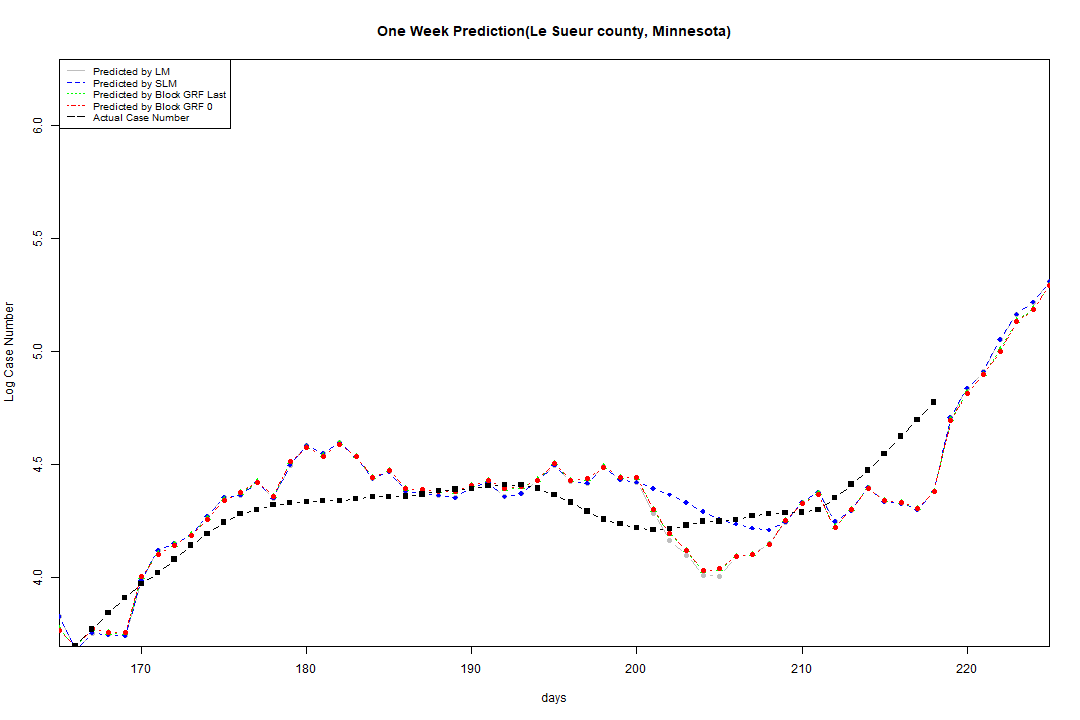 One Week Prediction(Le Sueur county, Minnesota)
Predicted by LM
Predicted by SLM
Predicted by Block GRF Last
Predicted by Block GRF 0
Actual Case Number
Log Case Number
6.0
5.5
5.0
4.5
4.0
170 180 190 200 210 220
days